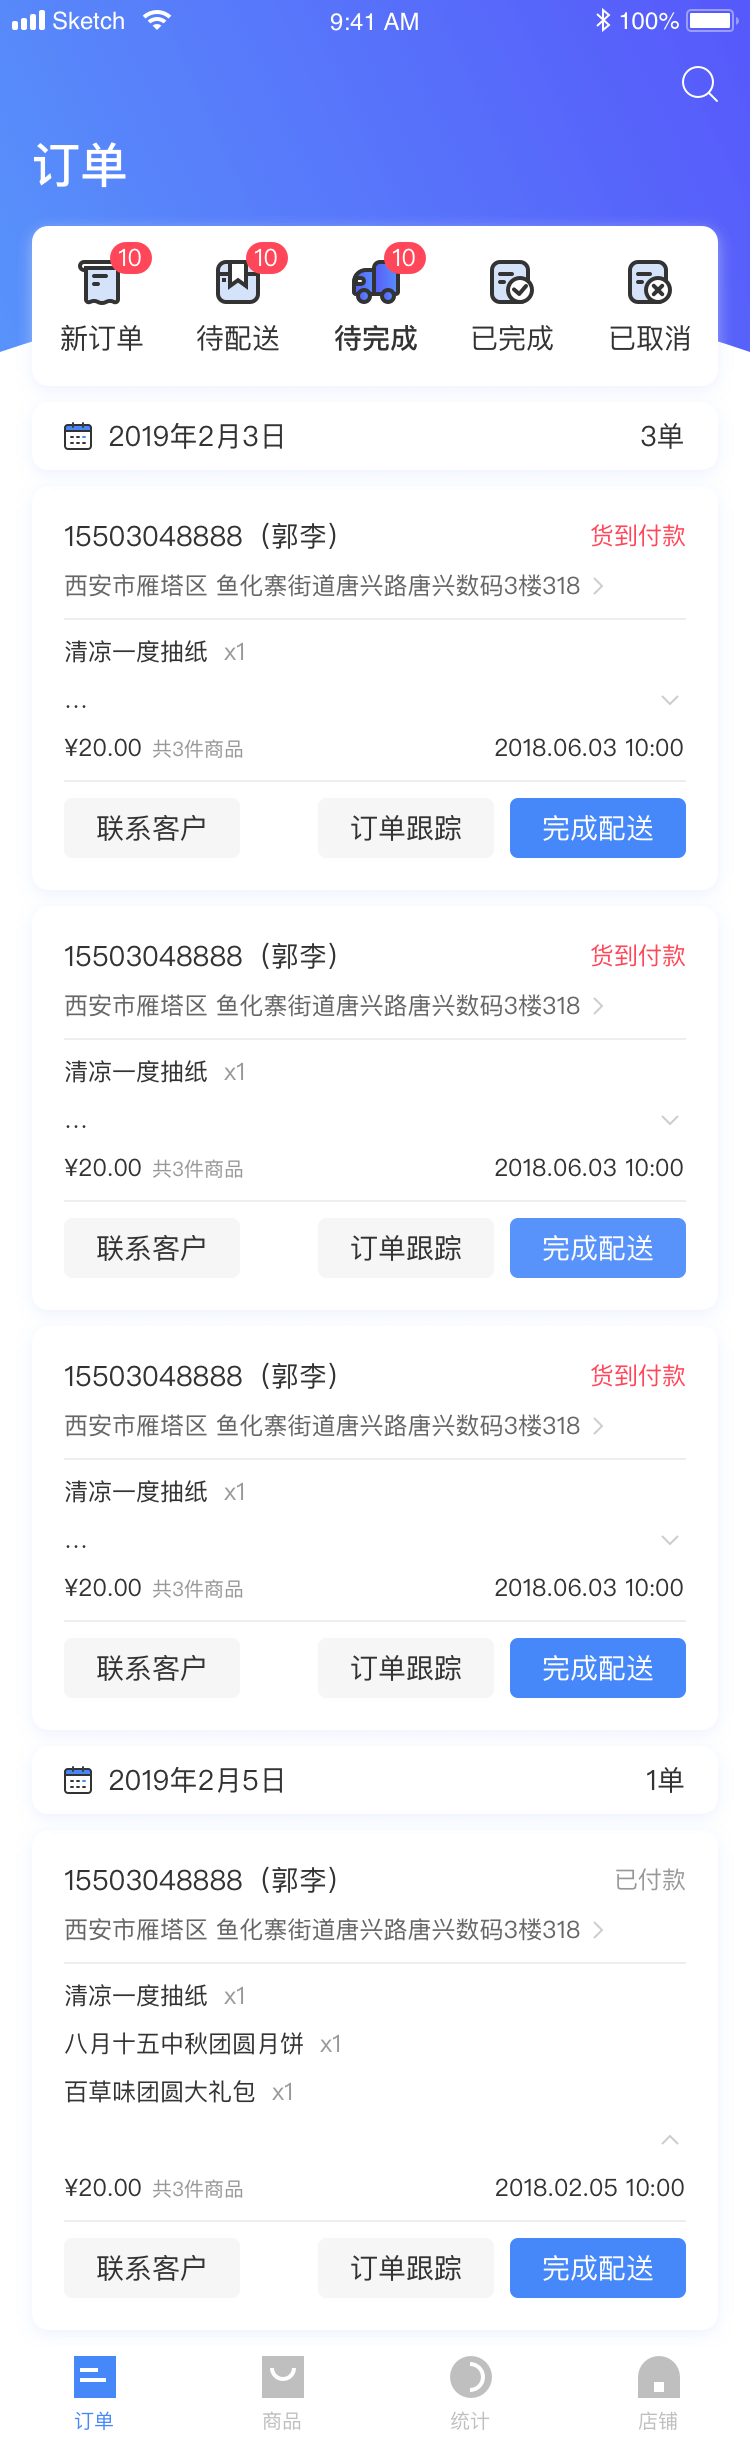 Sketch 9:41 AM 100%
订单
10 10 10
新订单 待配送 待完成 已完成 已取消
2019年2月3日 3单
15503048888（郭李） 货到付款
西安市雁塔区 鱼化寨街道唐兴路唐兴数码3楼318
清凉一度抽纸 x1
...
¥20.00 共3件商品 2018.06.03 10:00
联系客户 订单跟踪 完成配送
15503048888（郭李） 货到付款
西安市雁塔区 鱼化寨街道唐兴路唐兴数码3楼318
清凉一度抽纸 x1
...
¥20.00 共3件商品 2018.06.03 10:00
联系客户 订单跟踪 完成配送
15503048888（郭李） 货到付款
西安市雁塔区 鱼化寨街道唐兴路唐兴数码3楼318
清凉一度抽纸 x1
...
¥20.00 共3件商品 2018.06.03 10:00
联系客户 订单跟踪 完成配送
2019年2月5日 1单
15503048888（郭李） 已付款
西安市雁塔区 鱼化寨街道唐兴路唐兴数码3楼318
清凉一度抽纸 x1
八月十五中秋团圆月饼 x1
百草味团圆大礼包 x1
¥20.00 共3件商品 2018.02.05 10:00
联系客户 订单跟踪 完成配送
订单 商品 统计 店铺